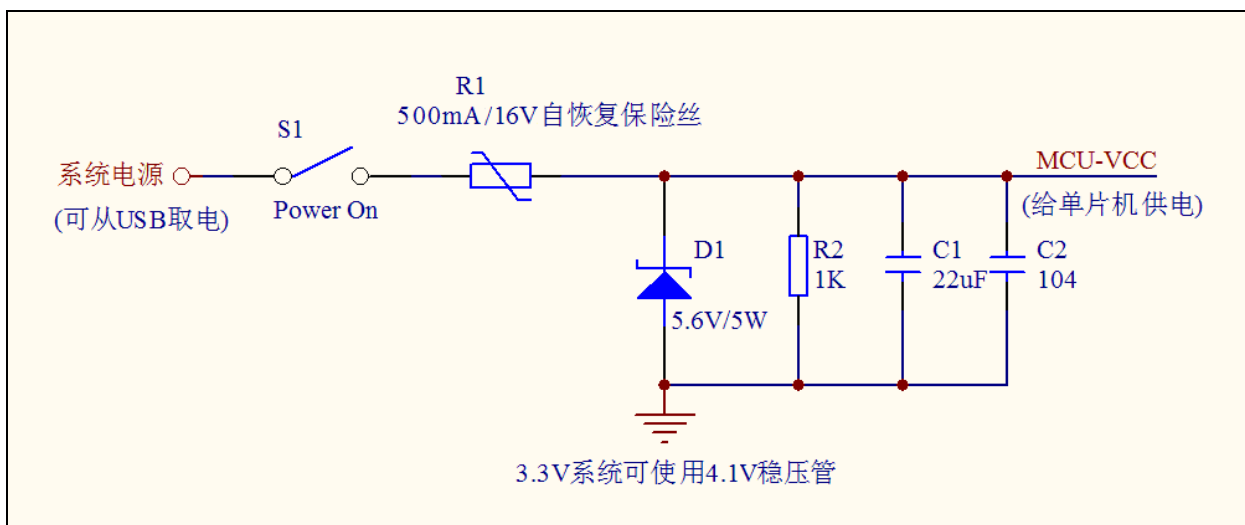 R1
500mA/16V自恢复保险丝
S1
系统电源
MCU-VCC
(可从USB取电)
Power On
(给单片机供电)
D1
R2
C1
C2
1K
22uF
104
5.6V/5W
3.3V系统可使用4.1V稳压管